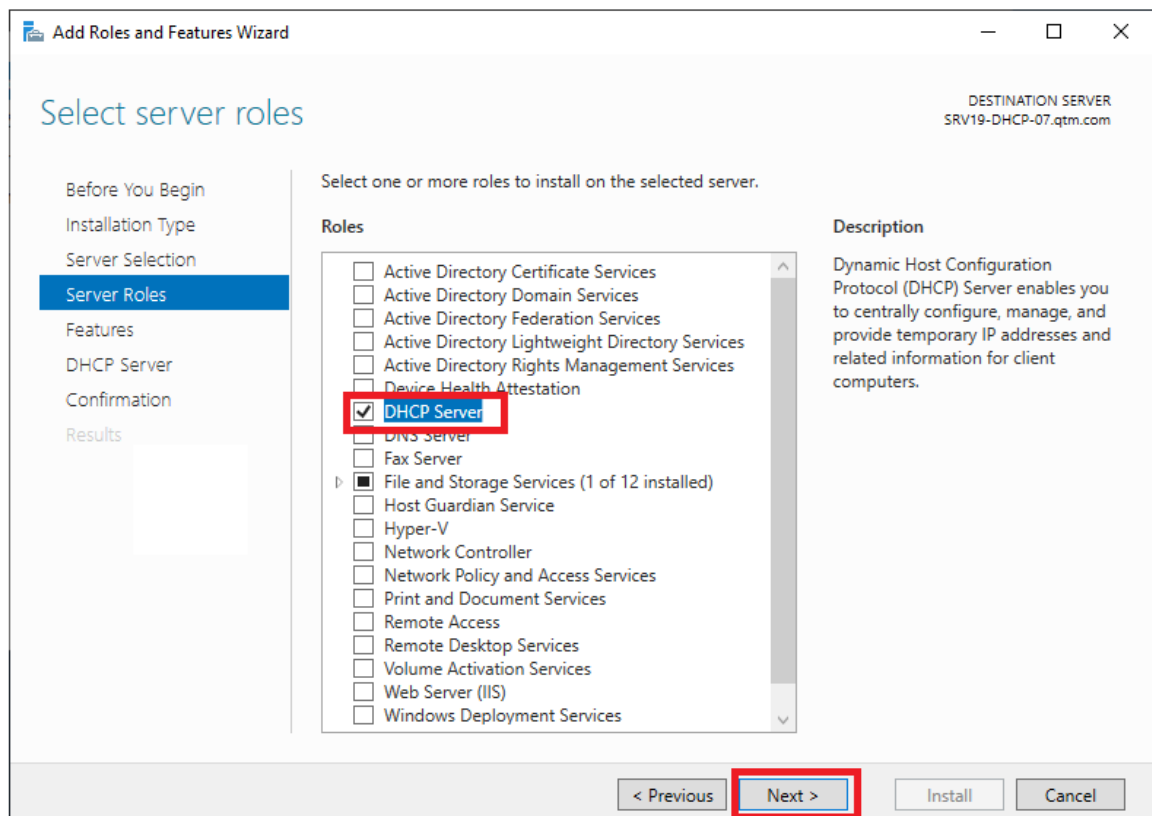 Add Roles and Features Wizard
Select server roles
DESTINATION SERVER
SRV19-DHCP-07.qtm.com
Before You Begin
Installation Type
Server Selection
Server Roles
Features
DHCP Server
Confirmation
Results
Select one or more roles to install on the selected server.
Roles
Active Directory Certificate Services
Active Directory Domain Services
Active Directory Federation Services
Active Directory Lightweight Directory Services
Active Directory Rights Management Services
Device Health Attestation
DHCP Server
DNS Server
Fax Server
File and Storage Services (1 of 12 installed)
Host Guardian Service
Hyper-V
Network Controller
Network Policy and Access Services
Print and Document Services
Remote Access
Remote Desktop Services
Volume Activation Services
Web Server (IIS)
Windows Deployment Services
Description
Dynamic Host Configuration
Protocol (DHCP) Server enables you
to centrally configure, manage, and
provide temporary IP addresses and
related information for client
computers.
< Previous
Next >
Install
Cancel